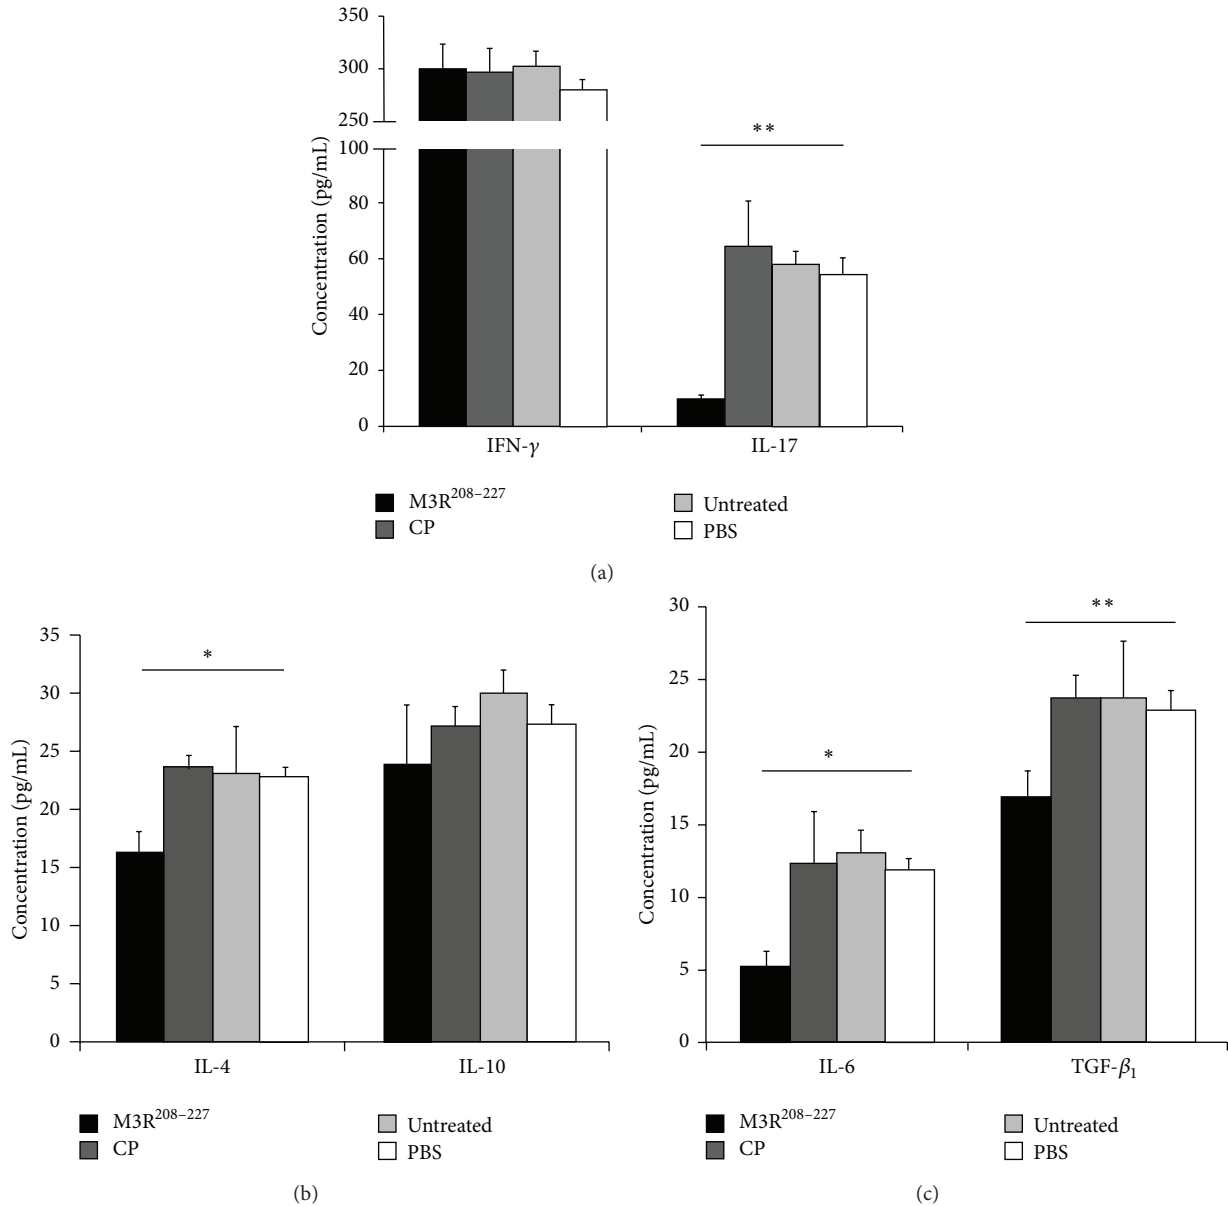 350
300
250
100
80
60
40
20
0
Concentration (pg/mL)
**
IFN-γ
IL-17
M3R²⁰⁸⁻²²⁷
CP
Untreated
PBS
(a)
35
30
25
20
15
10
5
0
Concentration (pg/mL)
*
IL-4
IL-10
M3R²⁰⁸⁻²²⁷
CP
Untreated
PBS
(b)
30
25
20
15
10
5
0
Concentration (pg/mL)
*
**
IL-6
TGF-β₁
M3R²⁰⁸⁻²²⁷
CP
Untreated
PBS
(c)